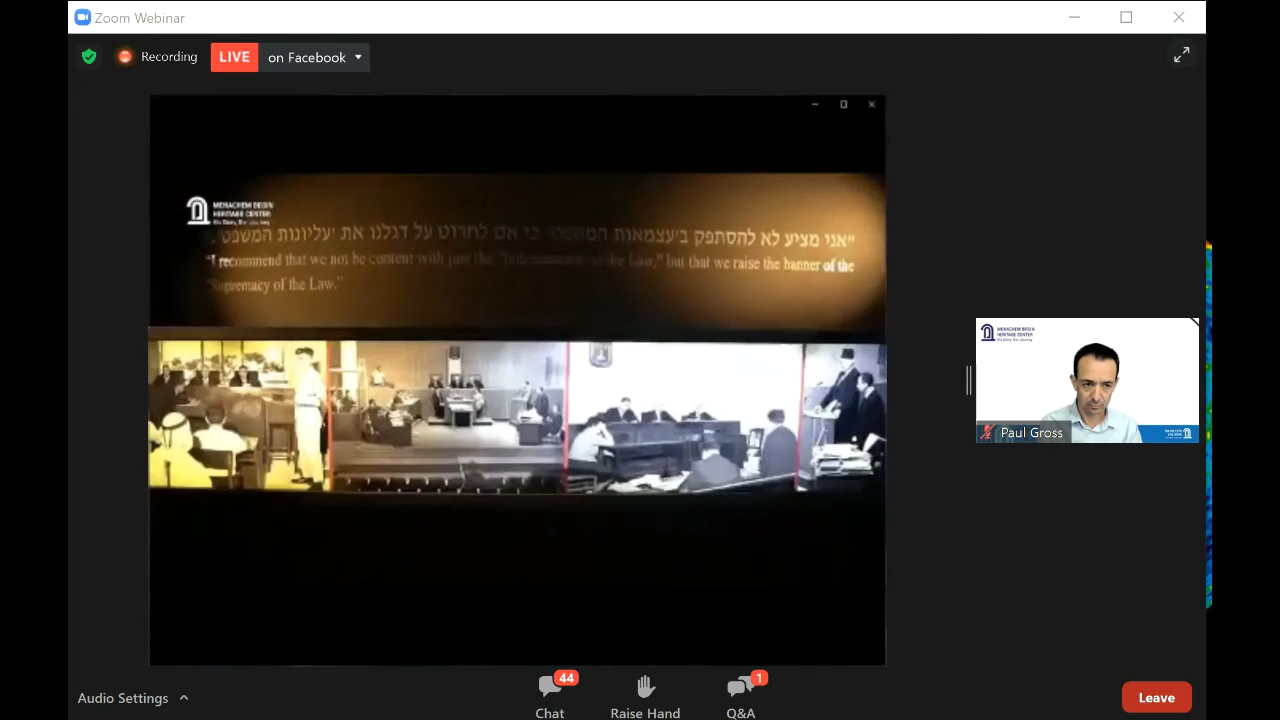 Zoom Webinar
Recording
LIVE
on Facebook
MENACHEM BEGIN
HERITAGE CENTER
"אני מציע לא להסתפק ב'עצמאות המשפט' כי אם לחרוט על דגלנו את 'עליונות המשפט'."
"I recommend that we not be content with just the "Independence of the Law," but that we raise the banner of the
"Supremacy of the Law."
MENACHEM BEGIN
HERITAGE CENTER
Paul Gross
Audio Settings
44
Chat
Raise Hand
1
Q&A
Leave